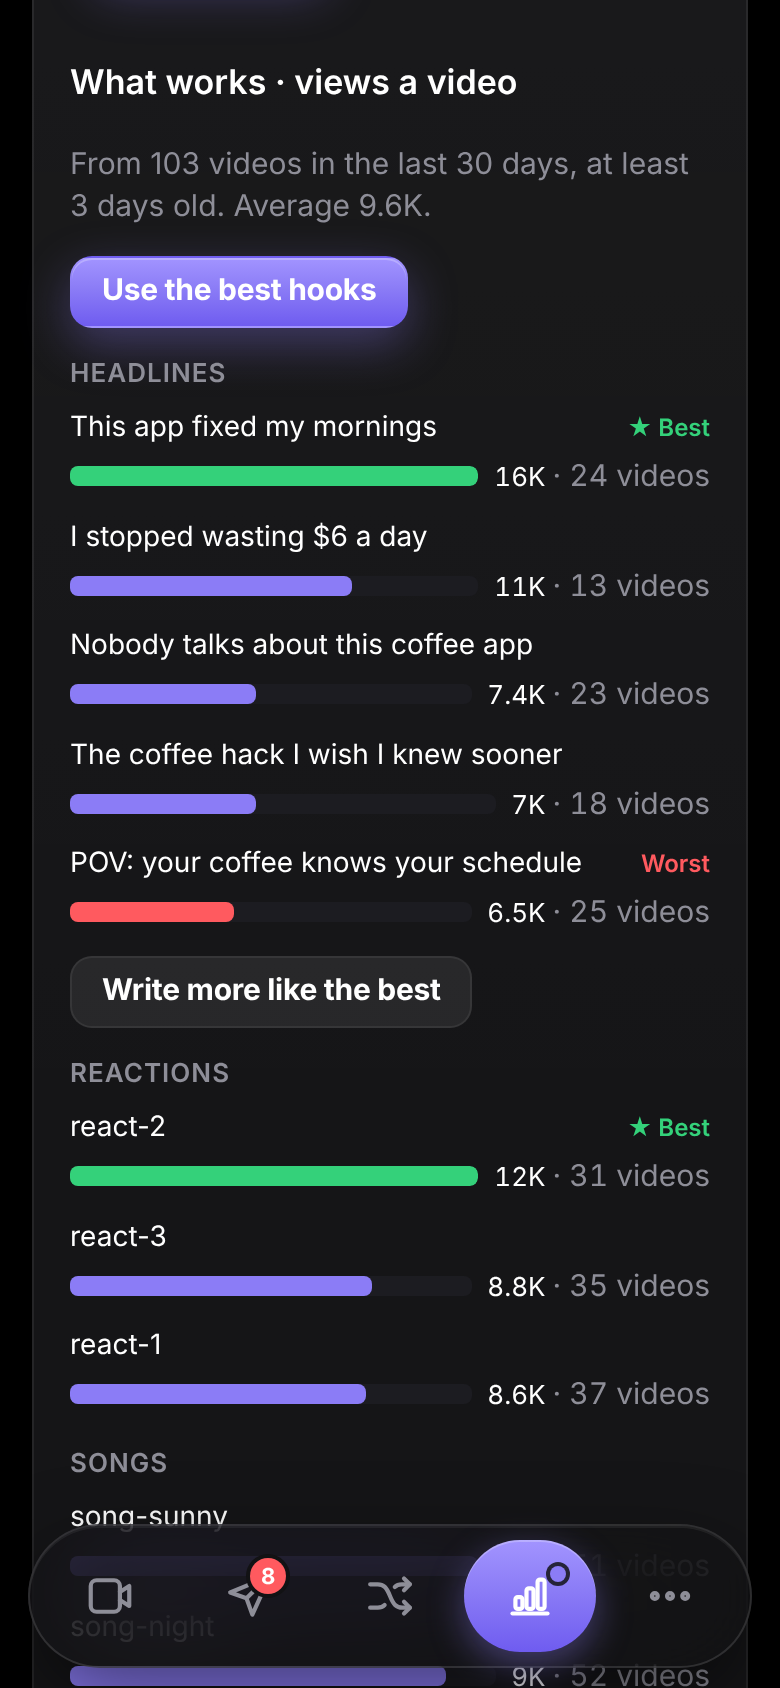 What works · views a video
From 103 videos in the last 30 days, at least
3 days old. Average 9.6K.
Use the best hooks
HEADLINES
This app fixed my mornings ★ Best
16K · 24 videos
I stopped wasting $6 a day
11K · 13 videos
Nobody talks about this coffee app
7.4K · 23 videos
The coffee hack I wish I knew sooner
7K · 18 videos
POV: your coffee knows your schedule Worst
6.5K · 25 videos
Write more like the best
REACTIONS
react-2 ★ Best
12K · 31 videos
react-3
8.8K · 35 videos
react-1
8.6K · 37 videos
SONGS
song-sunny
videos
song-night
9K · 52 videos
8